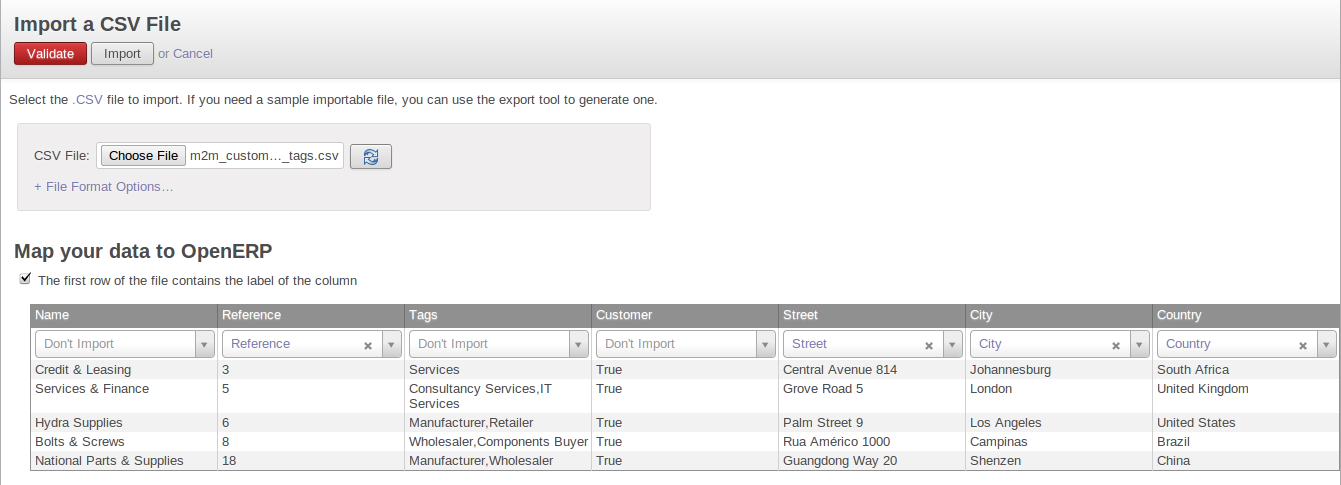 Import a CSV File
Validate Import or Cancel
Select the .CSV file to import. If you need a sample importable file, you can use the export tool to generate one.
CSV File: Choose File m2m_custom…_tags.csv
+ File Format Options…
Map your data to OpenERP
The first row of the file contains the label of the column
Name Reference Tags Customer Street City Country
Don't Import Reference Don't Import Don't Import Street City Country
Credit & Leasing 3 Services True Central Avenue 814 Johannesburg South Africa
Services & Finance 5 Consultancy Services,IT True Grove Road 5 London United Kingdom
Services
Hydra Supplies 6 Manufacturer,Retailer True Palm Street 9 Los Angeles United States
Bolts & Screws 8 Wholesaler,Components Buyer True Rua Américo 1000 Campinas Brazil
National Parts & Supplies 18 Manufacturer,Wholesaler True Guangdong Way 20 Shenzen China